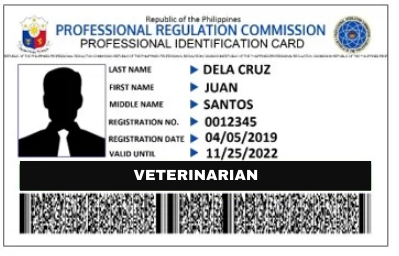 Republic of the Philippines
PROFESSIONAL REGULATION COMMISSION
PROFESSIONAL IDENTIFICATION CARD
LAST NAME DELA CRUZ
FIRST NAME JUAN
MIDDLE NAME SANTOS
REGISTRATION NO. 0012345
REGISTRATION DATE 04/05/2019
VALID UNTIL 11/25/2022
VETERINARIAN